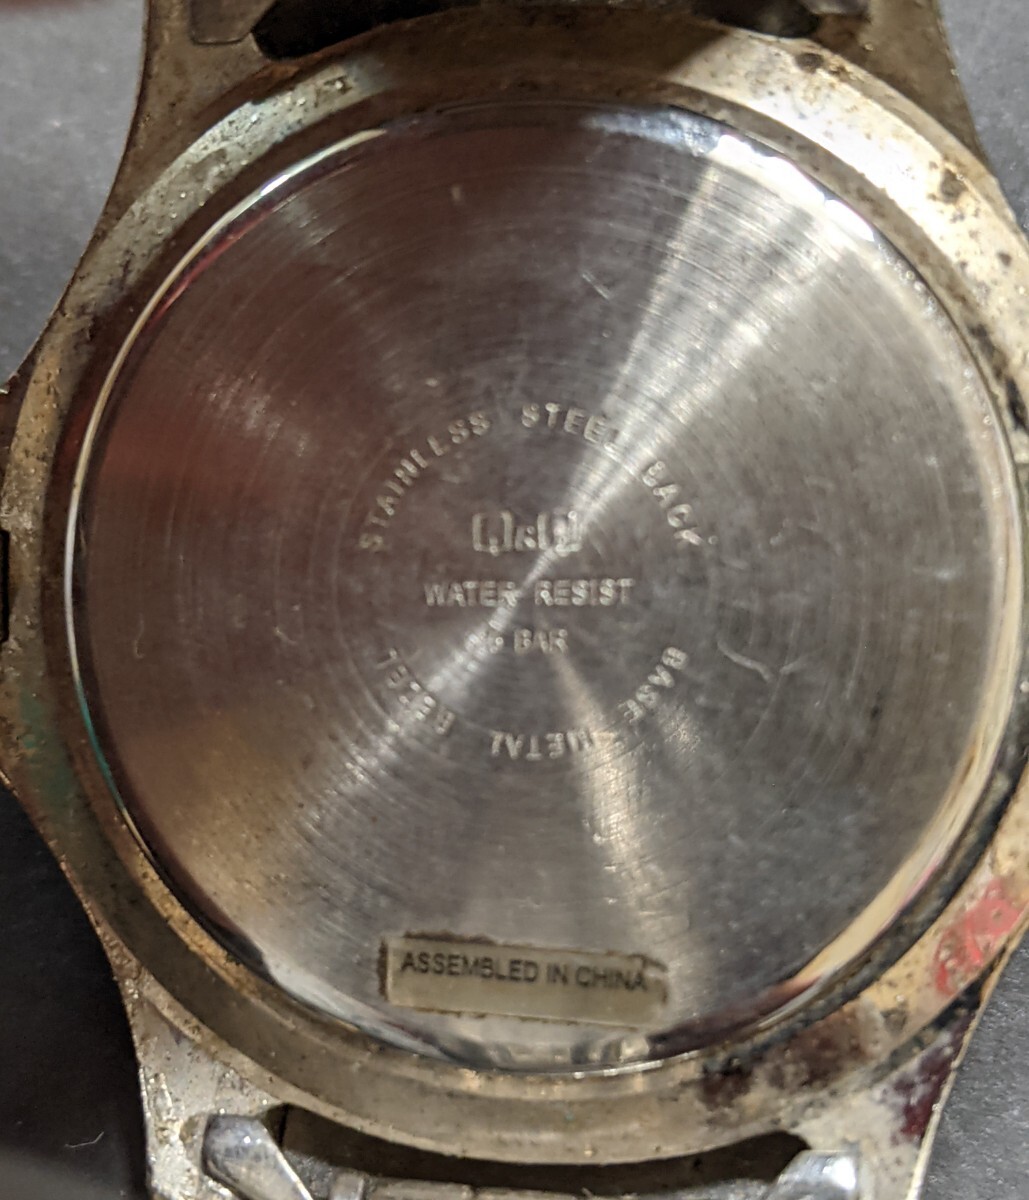 STAINLESS STEEL BACK
Q&Q
WATER RESIST
BAR
BASE METAL BEZEL
ASSEMBLED IN CHINA